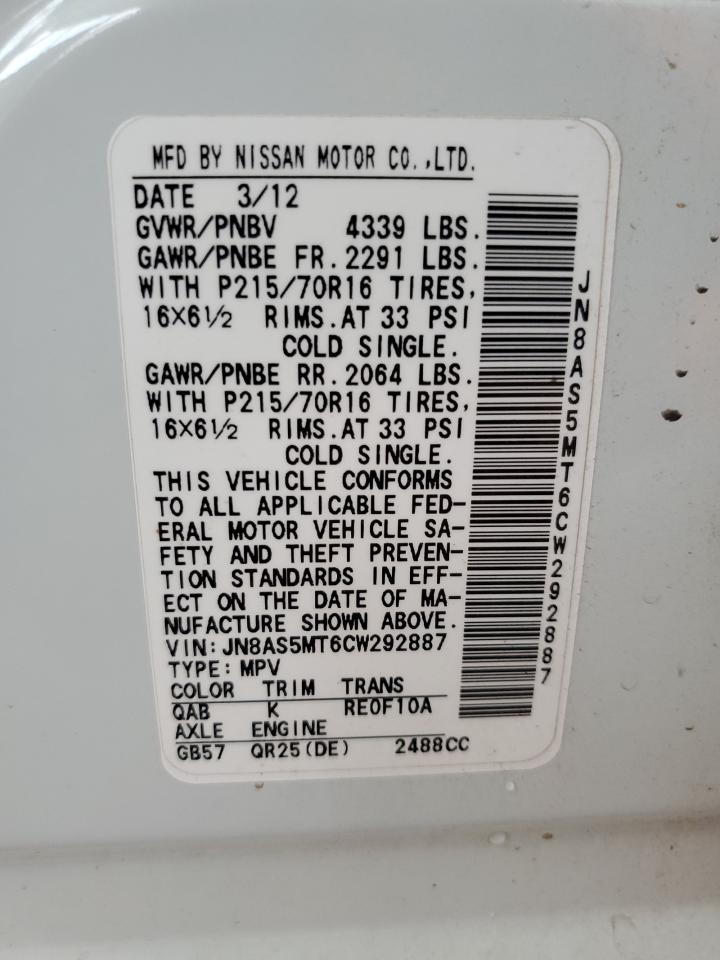 MFD BY NISSAN MOTOR CO.,LTD.
DATE 3/12
GVWR/PNBV 4339 LBS.
GAWR/PNBE FR.2291 LBS.
WITH P215/70R16 TIRES,
16X6½ RIMS.AT 33 PSI
COLD SINGLE.
GAWR/PNBE RR.2064 LBS.
WITH P215/70R16 TIRES,
16X6½ RIMS.AT 33 PSI
COLD SINGLE.
THIS VEHICLE CONFORMS
TO ALL APPLICABLE FED-
ERAL MOTOR VEHICLE SA-
FETY AND THEFT PREVEN-
TION STANDARDS IN EFF-
ECT ON THE DATE OF MA-
NUFACTURE SHOWN ABOVE.
VIN:JN8AS5MT6CW292887
TYPE:MPV
COLOR TRIM TRANS
QAB K RE0F10A
AXLE ENGINE
GB57 QR25(DE) 2488CC
JN8AS5MT6CW292887